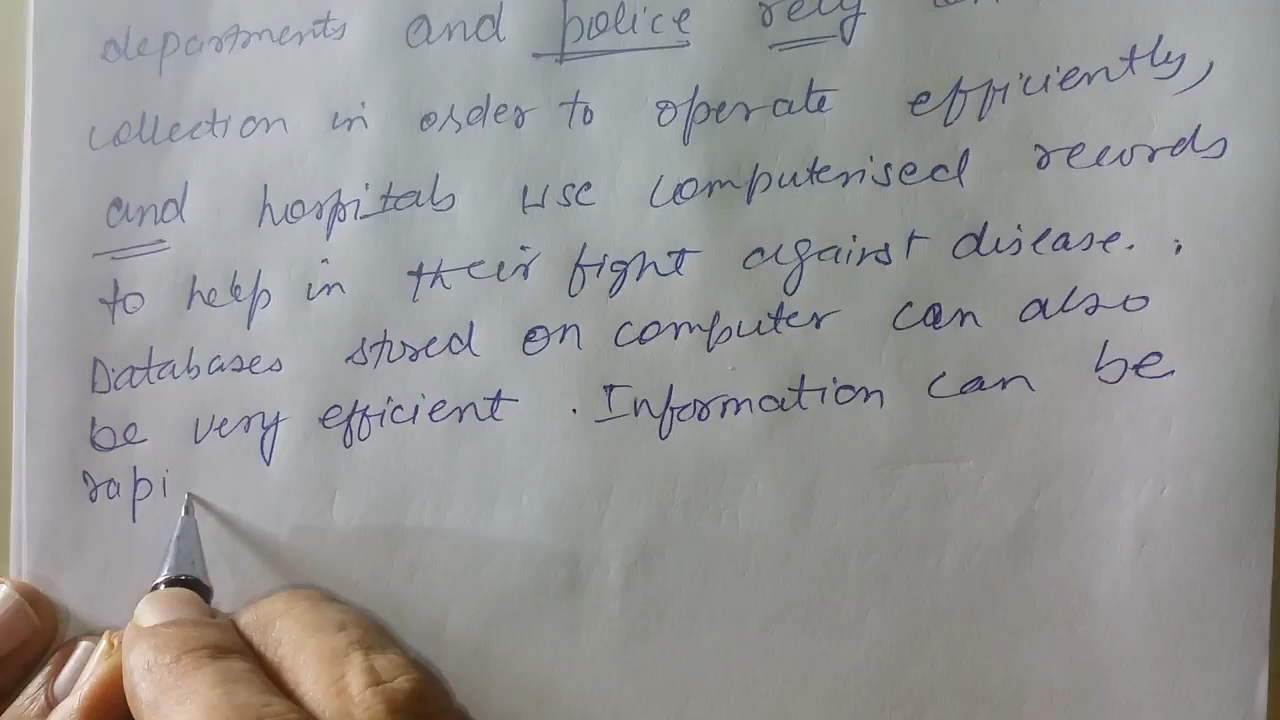 departments and police rely
collection in order to operate efficiently,
and hospitals use computerised records
to help in their fight against disease.
Databases stored on computer can also
be very efficient. Information can be
rapi